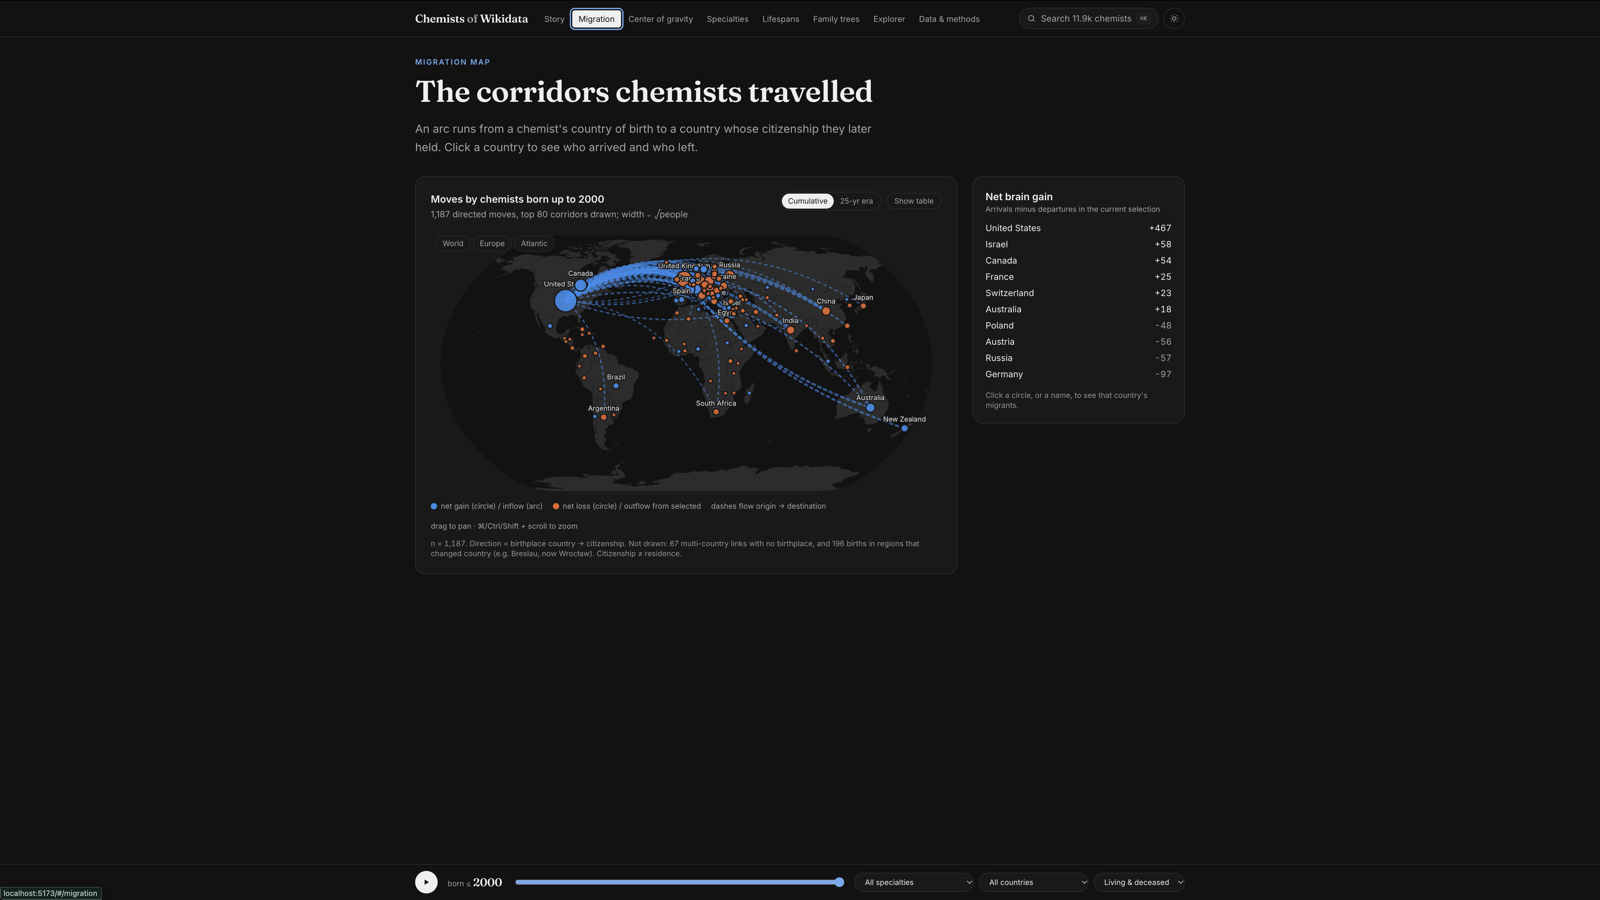 Chemists of Wikidata
Story
Migration
Center of gravity
Specialties
Lifespans
Family trees
Explorer
Data & methods
Search 11.9k chemists
⌘K
MIGRATION MAP
The corridors chemists travelled
An arc runs from a chemist's country of birth to a country whose citizenship they later
held. Click a country to see who arrived and who left.
Moves by chemists born up to 2000
1,187 directed moves, top 80 corridors drawn; width ~ √people
Cumulative
25-yr era
Show table
World
Europe
Atlantic
Canada
United St
United Kingdom
Russia
Spain
China
Japan
India
Brazil
Argentina
South Africa
Australia
New Zealand
net gain (circle) / inflow (arc)
net loss (circle) / outflow from selected
dashes flow origin → destination
drag to pan · ⌘/Ctrl/Shift + scroll to zoom
n = 1,187. Direction = birthplace country → citizenship. Not drawn: 67 multi-country links with no birthplace, and 196 births in regions that
changed country (e.g. Breslau, now Wrocław). Citizenship ≠ residence.
Net brain gain
Arrivals minus departures in the current selection
United States +467
Israel +58
Canada +54
France +25
Switzerland +23
Australia +18
Poland -48
Austria -56
Russia -57
Germany -97
Click a circle, or a name, to see that country's
migrants.
born ≤ 2000
All specialties
All countries
Living & deceased
localhost:5173/#/migration